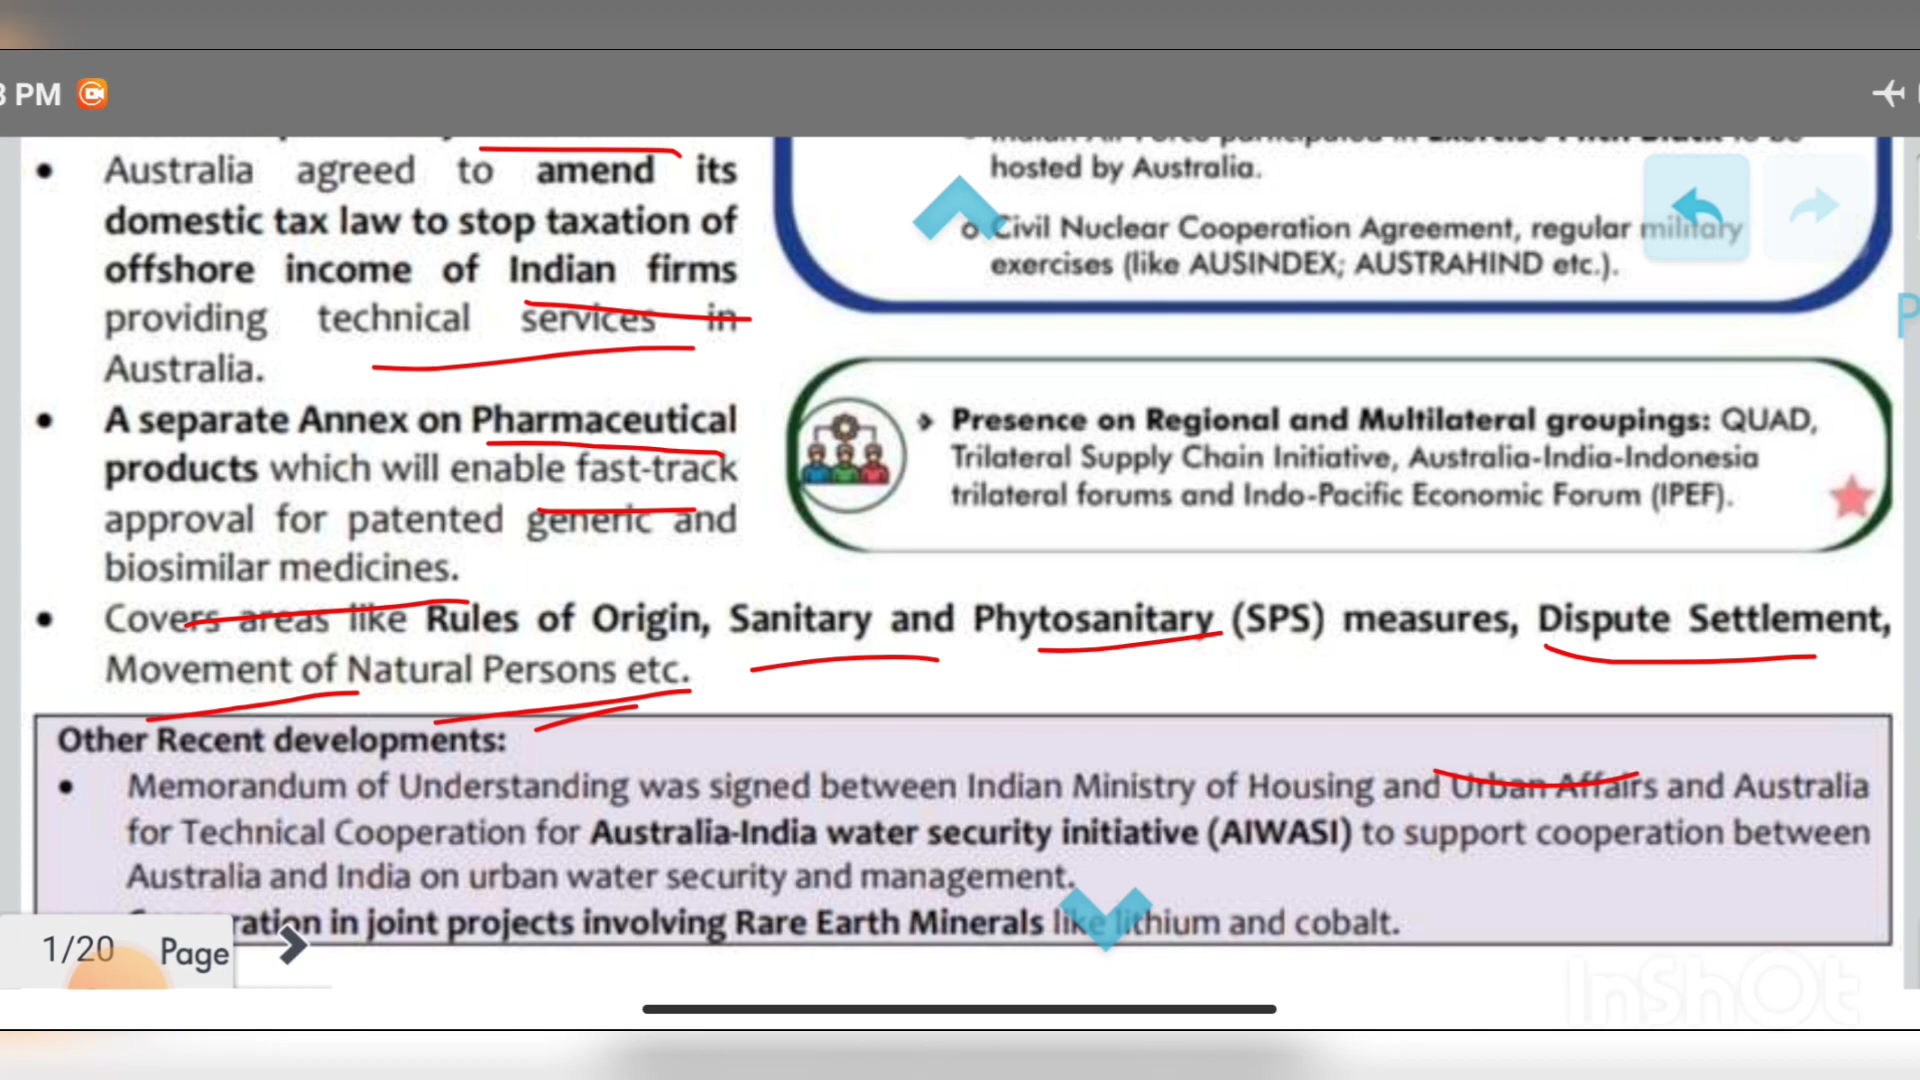 3 PM
Australia agreed to amend its
domestic tax law to stop taxation of
offshore income of Indian firms
providing technical services in
Australia.
A separate Annex on Pharmaceutical
products which will enable fast-track
approval for patented generic and
biosimilar medicines.
hosted by Australia.
Civil Nuclear Cooperation Agreement, regular military
exercises (like AUSINDEX; AUSTRAHIND etc.).
Presence on Regional and Multilateral groupings: QUAD,
Trilateral Supply Chain Initiative, Australia-India-Indonesia
trilateral forums and Indo-Pacific Economic Forum (IPEF).
Covers areas like Rules of Origin, Sanitary and Phytosanitary (SPS) measures, Dispute Settlement,
Movement of Natural Persons etc.
Other Recent developments:
Memorandum of Understanding was signed between Indian Ministry of Housing and Urban Affairs and Australia
for Technical Cooperation for Australia-India water security initiative (AIWASI) to support cooperation between
Australia and India on urban water security and management.
in joint projects involving Rare Earth Minerals like lithium and cobalt.
1/20 Page
InShOt